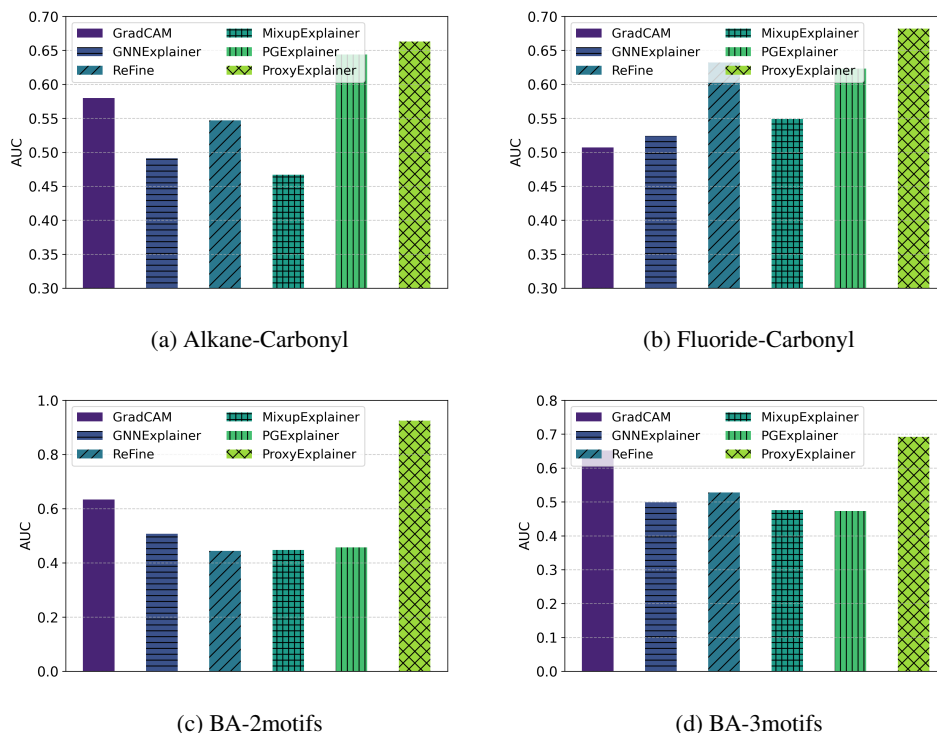 0.70
0.65
0.60
0.55
0.50
0.45
0.40
0.35
0.30
AUC
GradCAM
GNNExplainer
ReFine
MixupExplainer
PGExplainer
ProxyExplainer
(a) Alkane-Carbonyl
0.70
0.65
0.60
0.55
0.50
0.45
0.40
0.35
0.30
AUC
GradCAM
GNNExplainer
ReFine
MixupExplainer
PGExplainer
ProxyExplainer
(b) Fluoride-Carbonyl
1.0
0.8
0.6
0.4
0.2
0.0
AUC
GradCAM
GNNExplainer
ReFine
MixupExplainer
PGExplainer
ProxyExplainer
(c) BA-2motifs
0.8
0.7
0.6
0.5
0.4
0.3
0.2
0.1
0.0
AUC
GradCAM
GNNExplainer
ReFine
MixupExplainer
PGExplainer
ProxyExplainer
(d) BA-3motifs